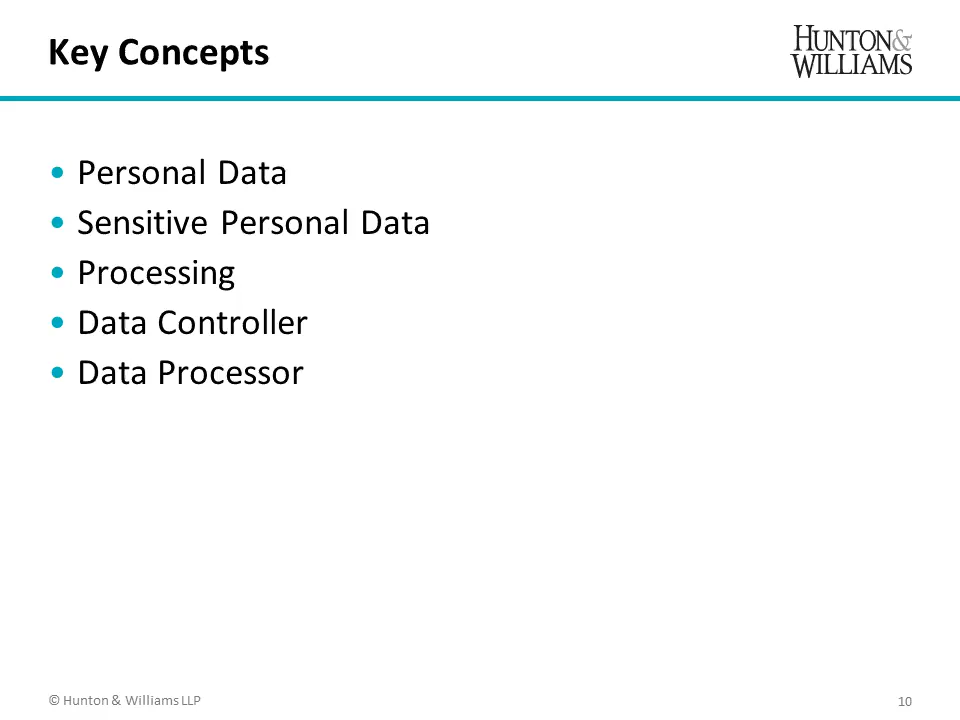 Key Concepts
HUNTON&
WILLIAMS
• Personal Data
• Sensitive Personal Data
• Processing
• Data Controller
• Data Processor
© Hunton & Williams LLP
10